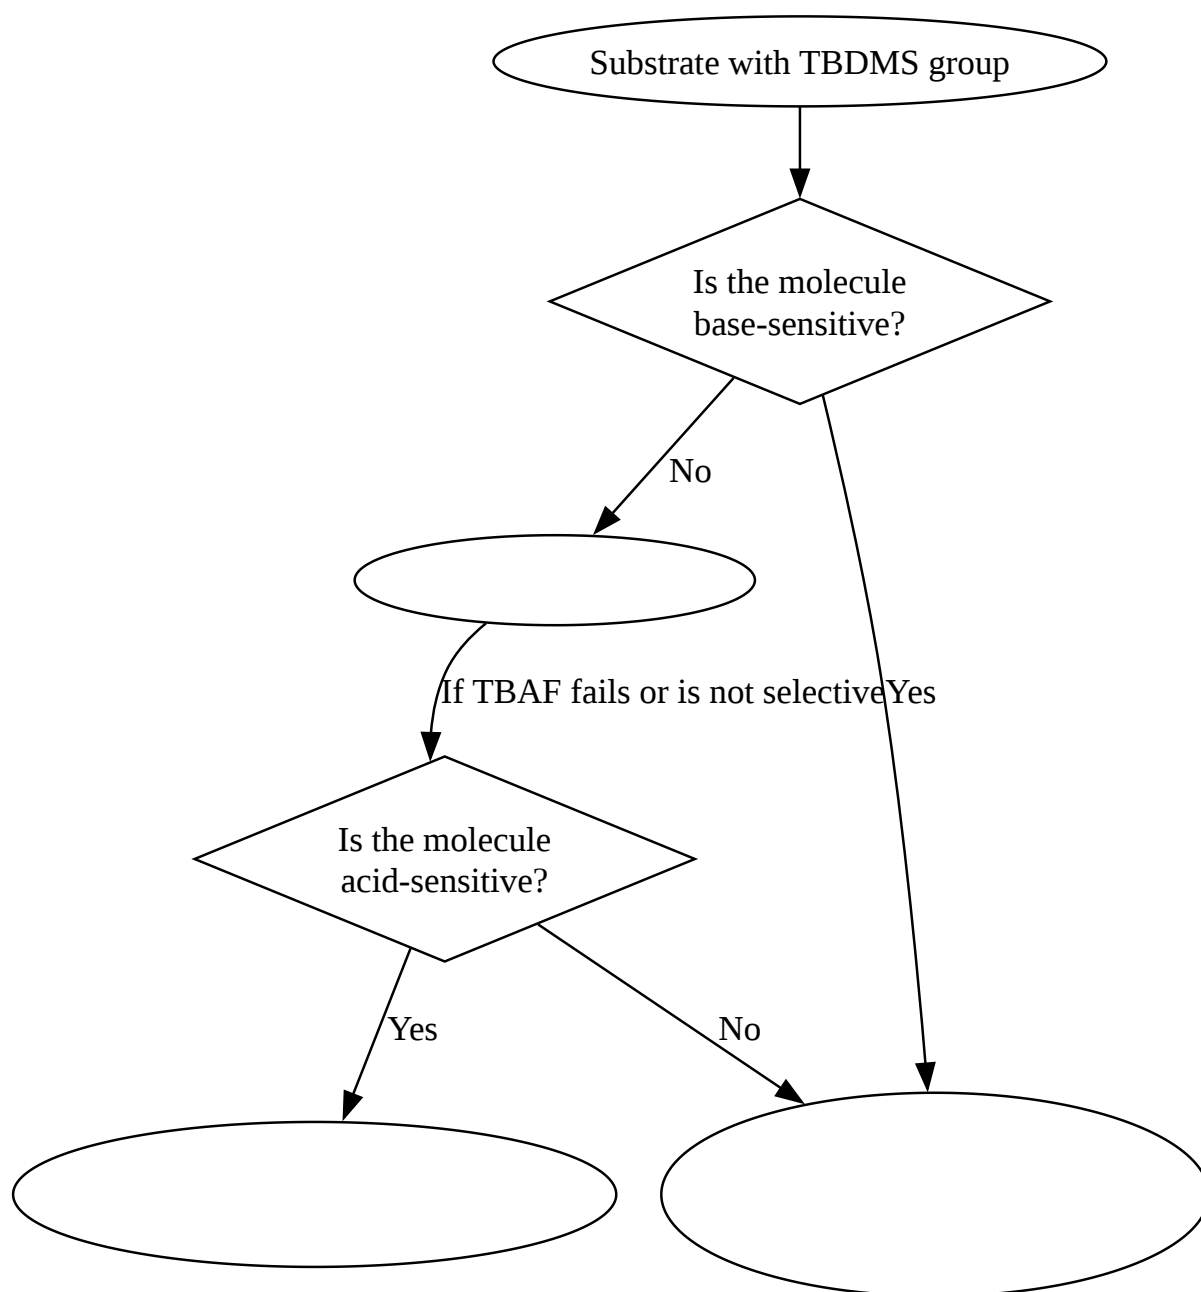 Substrate with TBDMS group
Is the molecule
base-sensitive?
No
If TBAF fails or is not selective
Yes
Is the molecule
acid-sensitive?
Yes
No